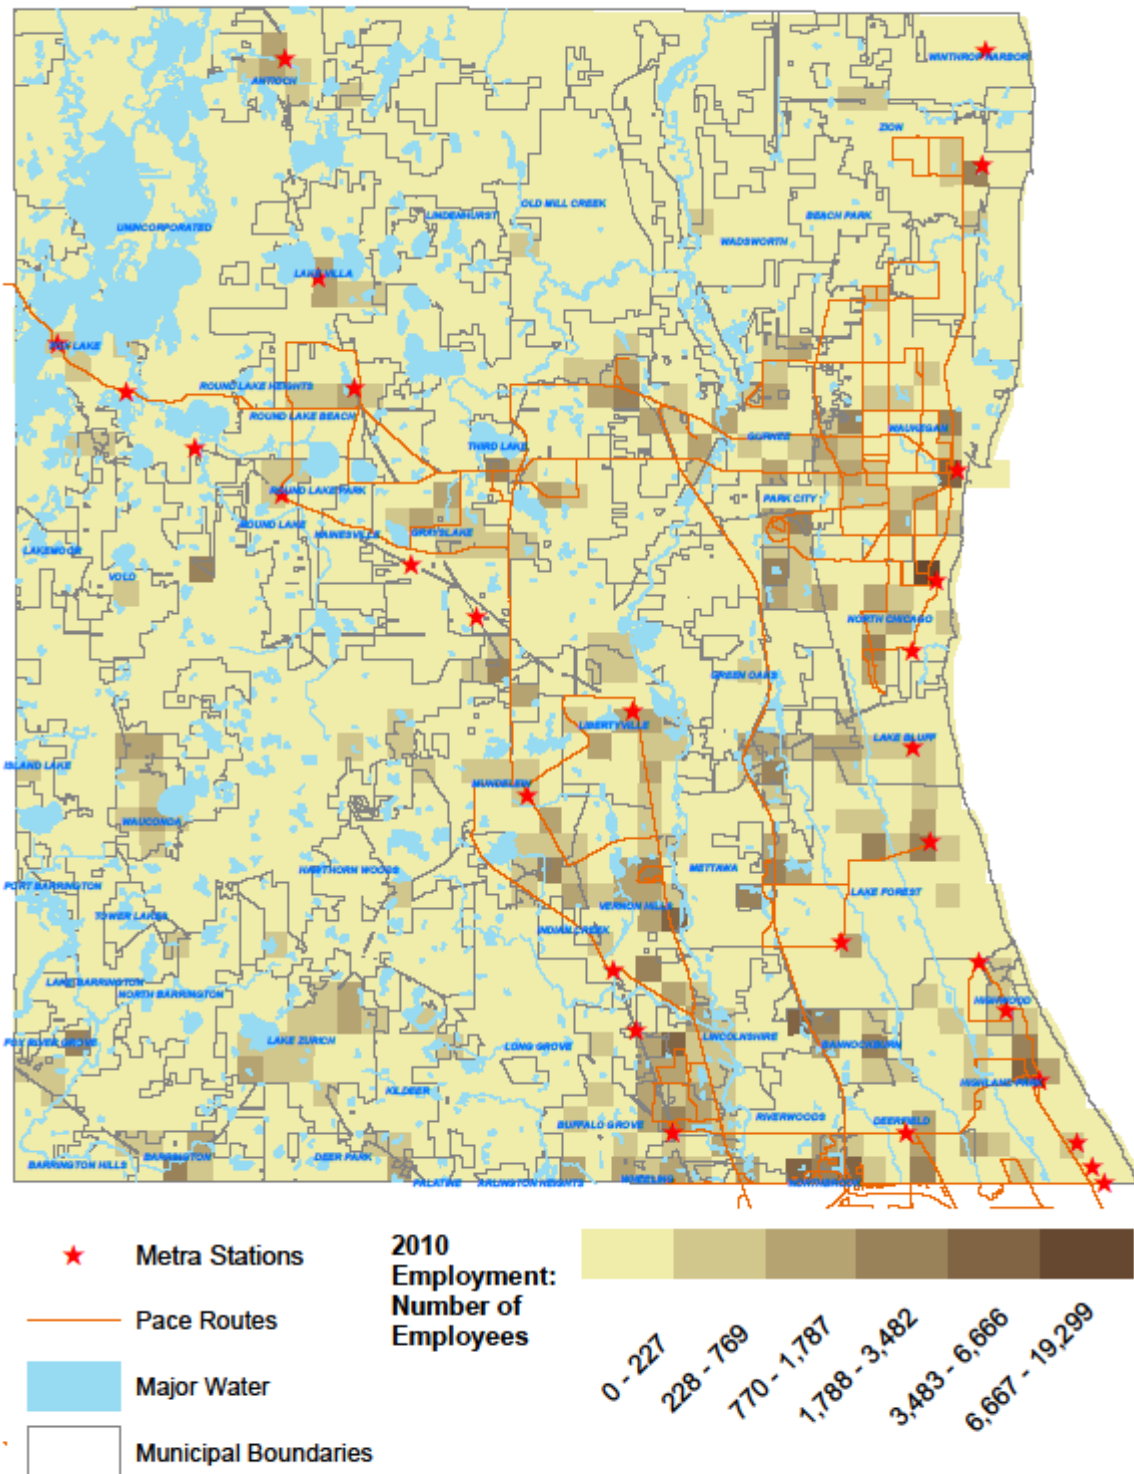 WINTHROP HARBOR
ANTIOCH
ZION
OLD MILL CREEK
LINDENHURST
BEACH PARK
UNINCORPORATED
WADSWORTH
LAKE VILLA
FOX LAKE
ROUND LAKE HEIGHTS
ROUND LAKE BEACH
WAUKEGAN
GURNEE
THIRD LAKE
ROUND LAKE PARK
PARK CITY
ROUND LAKE
HAINESVILLE
GRAYSLAKE
LAKEMOOR
VOLO
NORTH CHICAGO
GREEN OAKS
LIBERTYVILLE
LAKE BLUFF
ISLAND LAKE
MUNDELEIN
WAUCONDA
HAWTHORN WOODS
METTAWA
PORT BARRINGTON
LAKE FOREST
VERNON HILLS
TOWER LAKES
INDIAN CREEK
LAKE BARRINGTON
NORTH BARRINGTON
HIGHWOOD
FOX RIVER GROVE
LAKE ZURICH
LONG GROVE
LINCOLNSHIRE
BANNOCKBURN
HIGHLAND PARK
KILDEER
RIVERWOODS
BUFFALO GROVE
DEERFIELD
BARRINGTON HILLS
BARRINGTON
DEER PARK
PALATINE
ARLINGTON HEIGHTS
WHEELING
NORTHBROOK
Metra Stations
Pace Routes
Major Water
Municipal Boundaries
2010
Employment:
Number of
Employees
0 - 227
228 - 769
770 - 1,787
1,788 - 3,482
3,483 - 6,666
6,667 - 19,299